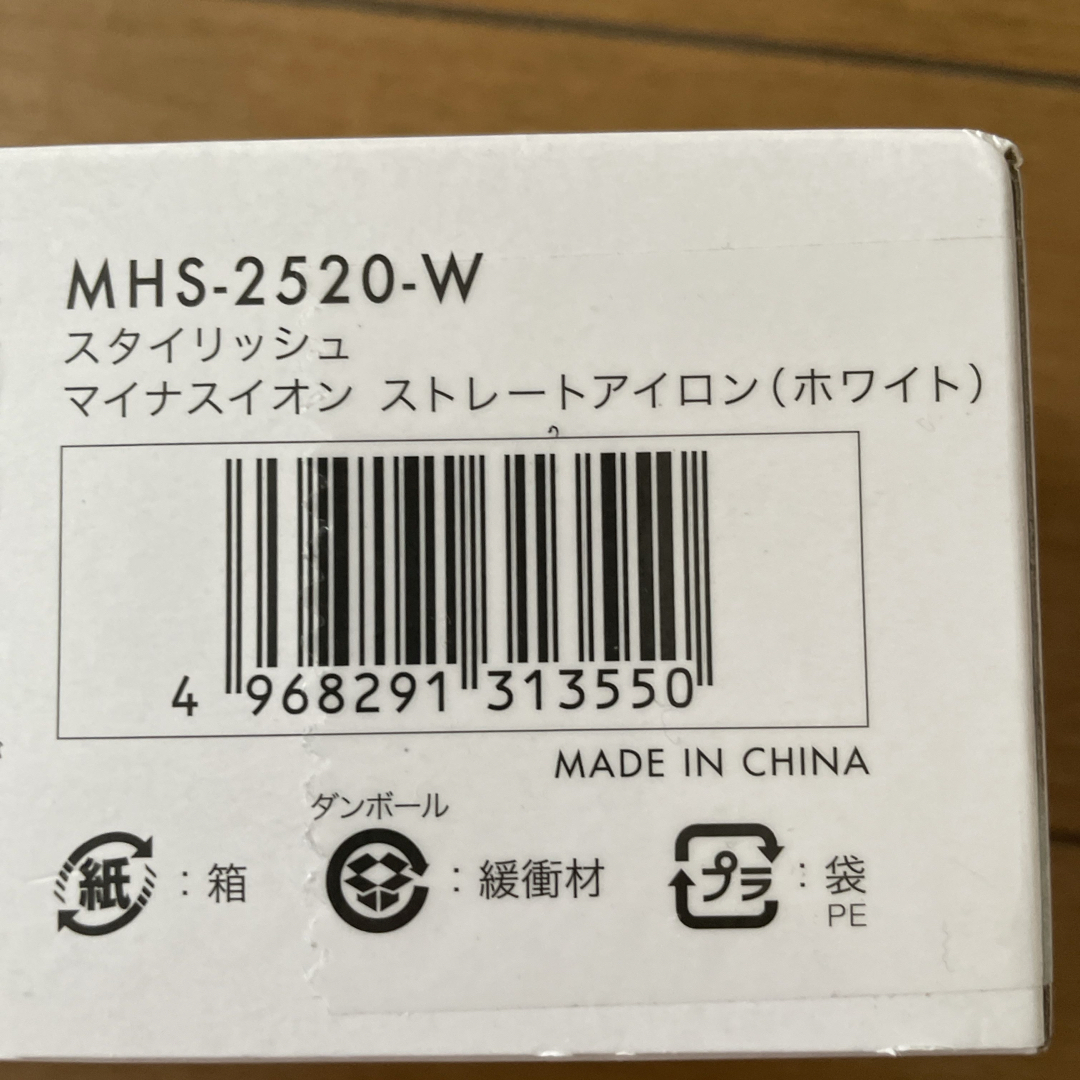 MHS-2520-W
スタイリッシュ
マイナスイオン ストレートアイロン(ホワイト)
4 968291 313550
MADE IN CHINA
ダンボール
紙 : 箱
: 緩衝材
プラ : 袋
PE